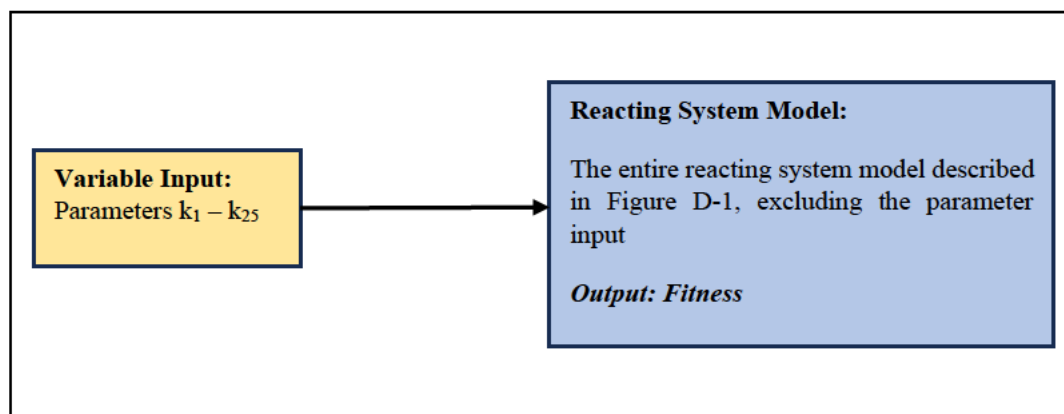 Variable Input:
Parameters k₁ – k₂₅
Reacting System Model:
The entire reacting system model described
in Figure D-1, excluding the parameter
input
Output: Fitness